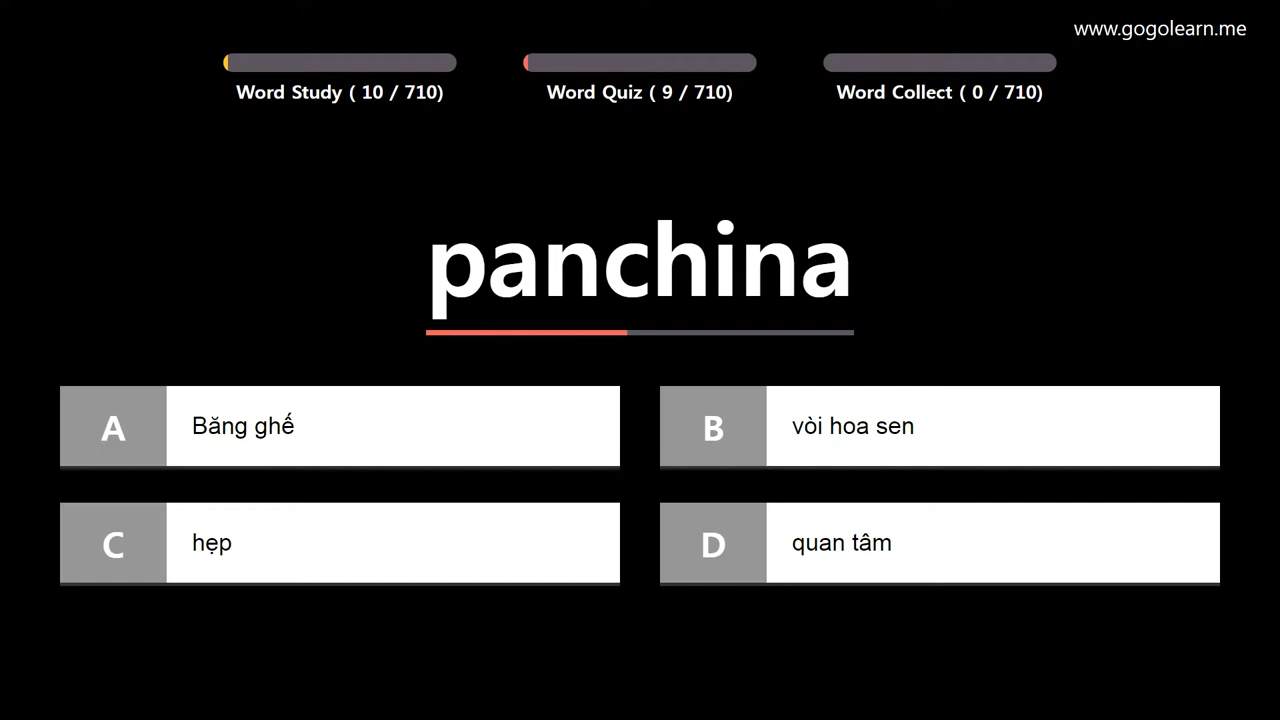 www.gogolearn.me
Word Study ( 10 / 710)
Word Quiz ( 9 / 710)
Word Collect ( 0 / 710)
panchina
A Băng ghế
B vòi hoa sen
C hẹp
D quan tâm